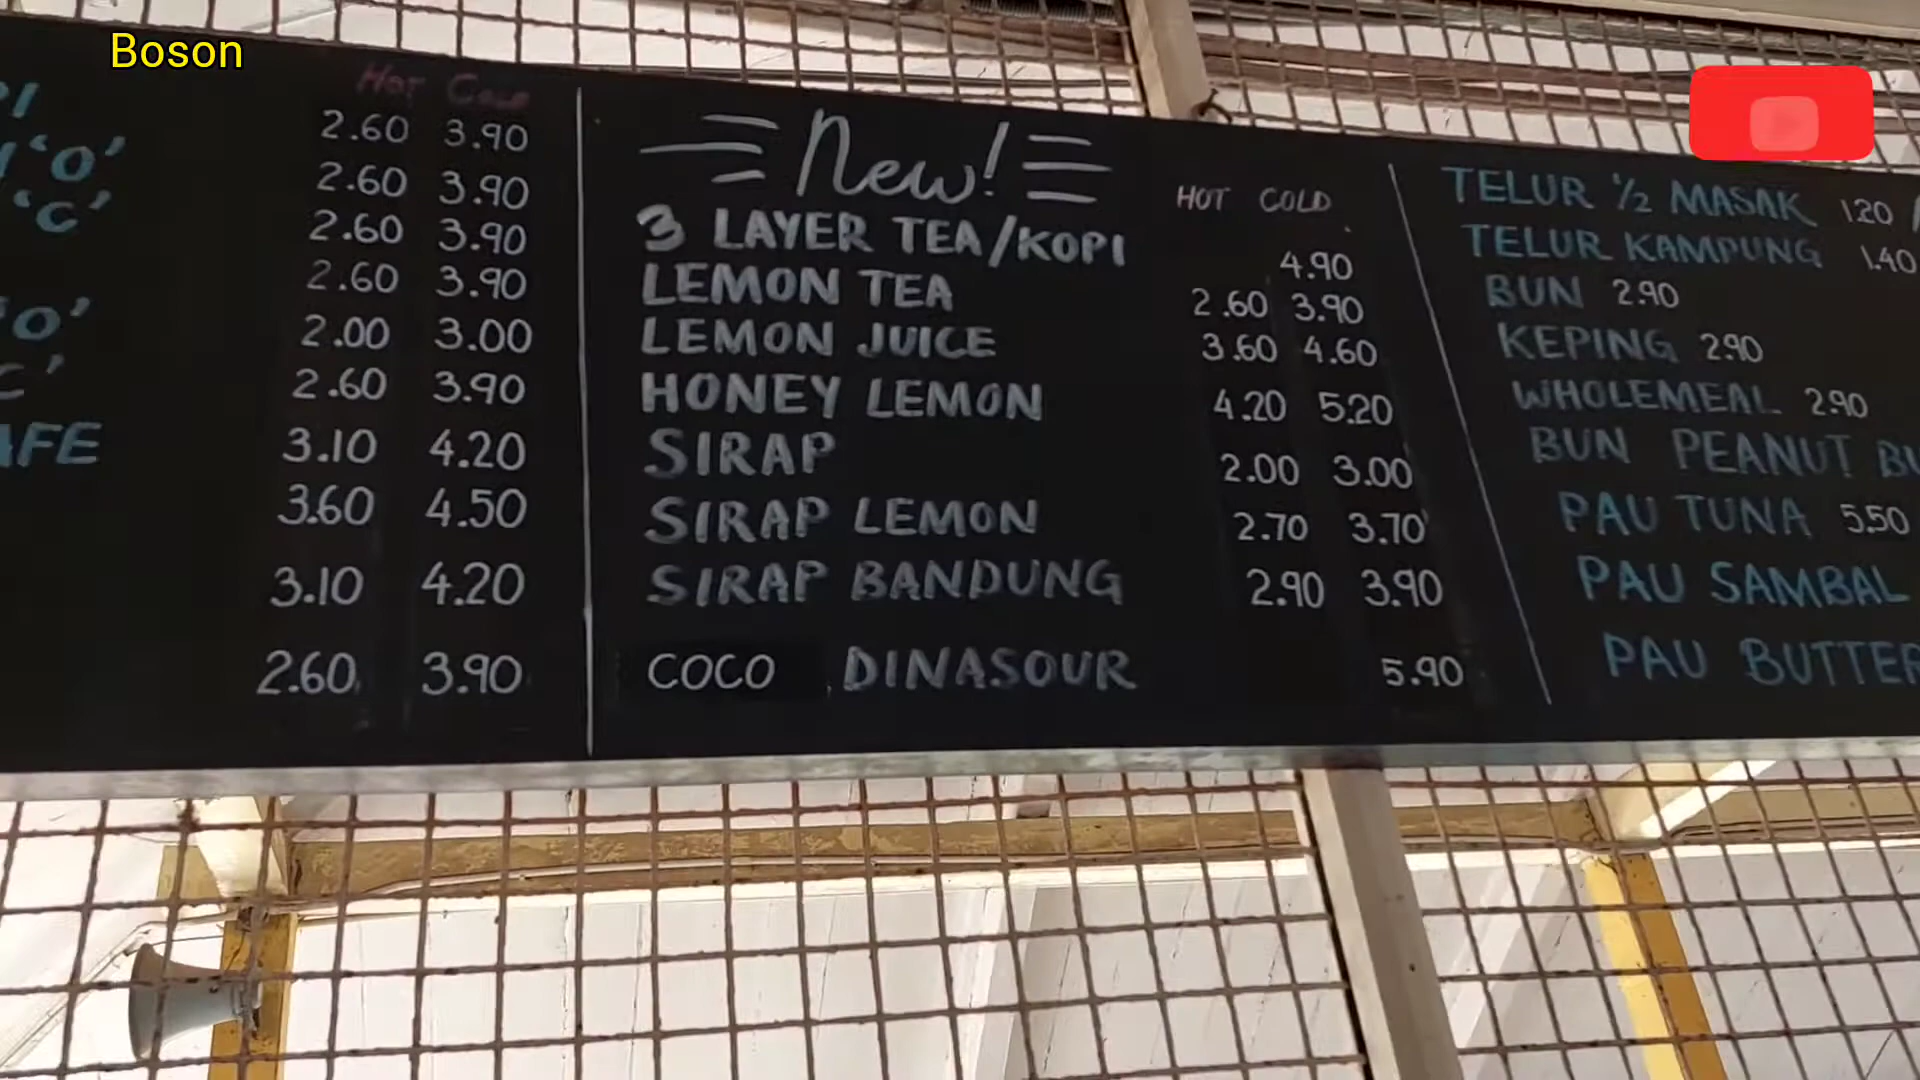 Boson
Hot Cold
2.60 3.90
'O' 2.60 3.90
'C' 2.60 3.90
2.60 3.90
'O' 2.00 3.00
C' 2.60 3.90
AFE 3.10 4.20
3.60 4.50
3.10 4.20
2.60 3.90
New!
HOT COLD
3 LAYER TEA/KOPI 4.90
LEMON TEA 2.60 3.90
LEMON JUICE 3.60 4.60
HONEY LEMON 4.20 5.20
SIRAP 2.00 3.00
SIRAP LEMON 2.70 3.70
SIRAP BANDUNG 2.90 3.90
COCO DINASOUR 5.90
TELUR 1/2 MASAK 1.20 /
TELUR KAMPUNG 1.40
BUN 2.90
KEPING 2.90
WHOLEMEAL 2.90
BUN PEANUT BU
PAU TUNA 5.50
PAU SAMBAL
PAU BUTTER